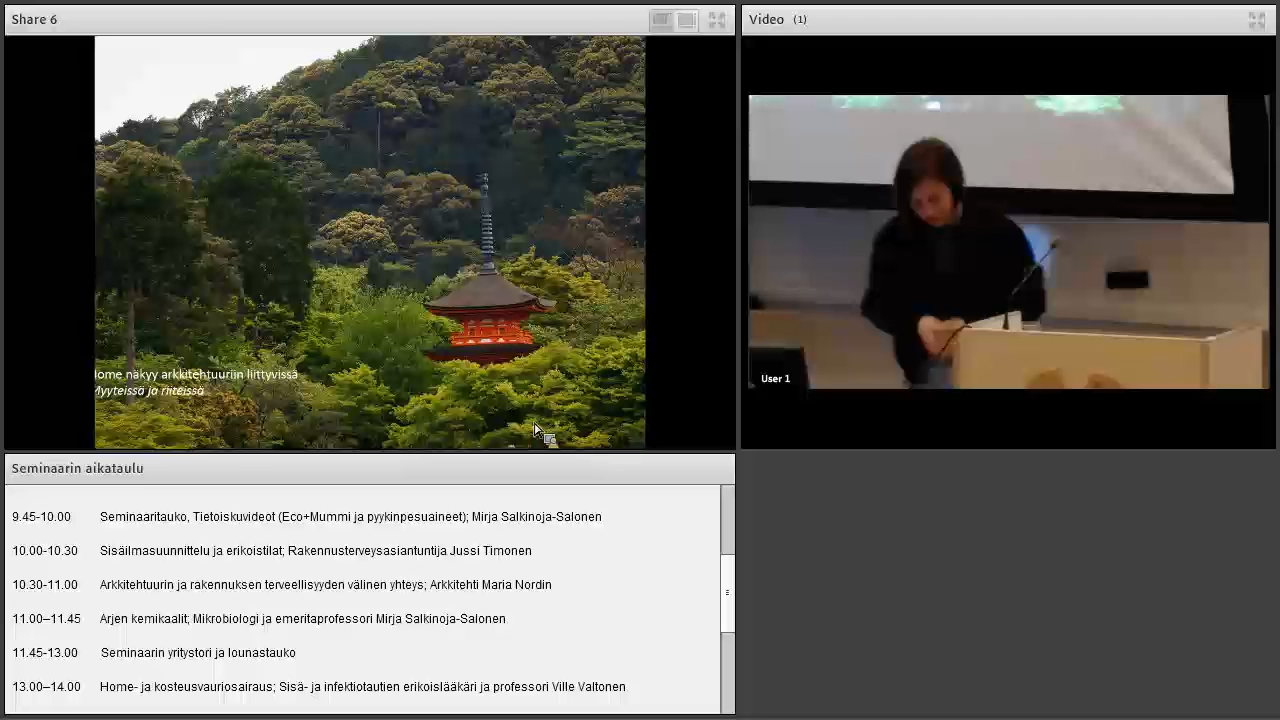 Share 6
Video (1)
ome näkyy arkkitehtuuriin liittyvissä
Myyteissä ja riiteissä
User 1
Seminaarin aikataulu
9.45-10.00 Seminaaritauko, Tietoiskuvideot (Eco+Mummi ja pyykinpesuaineet); Mirja Salkinoja-Salonen
10.00-10.30 Sisäilmasuunnittelu ja erikoistilat; Rakennusterveysasiantuntija Jussi Timonen
10.30-11.00 Arkkitehtuurin ja rakennuksen terveellisyyden välinen yhteys; Arkkitehti Maria Nordin
11.00–11.45 Arjen kemikaalit; Mikrobiologi ja emeritaprofessori Mirja Salkinoja-Salonen
11.45-13.00 Seminaarin yritystori ja lounastauko
13.00–14.00 Home- ja kosteusvauriosairaus; Sisä- ja infektiotautien erikoislääkäri ja professori Ville Valtonen